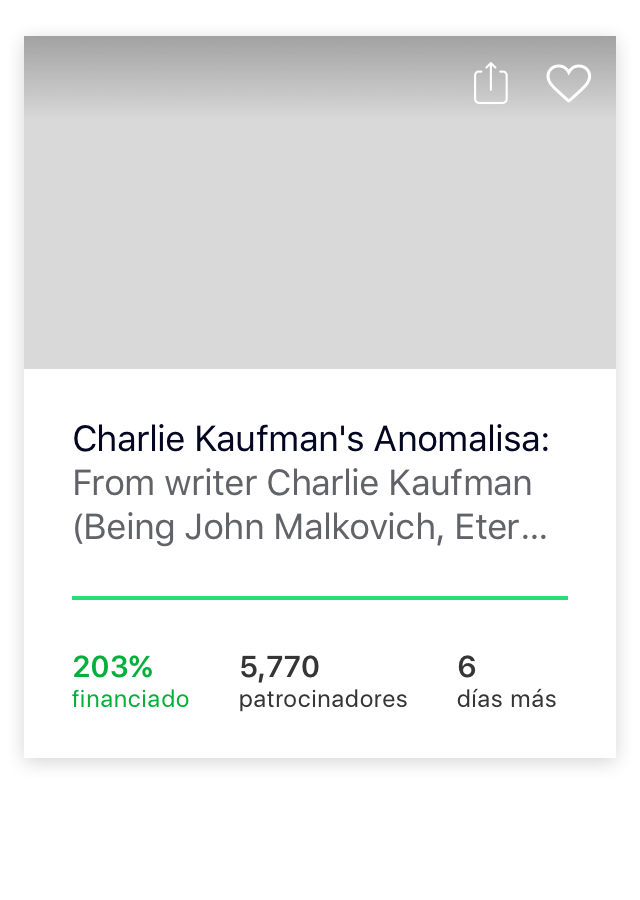 Charlie Kaufman's Anomalisa:
From writer Charlie Kaufman
(Being John Malkovich, Eter...
203% 5,770 6
financiado patrocinadores días más